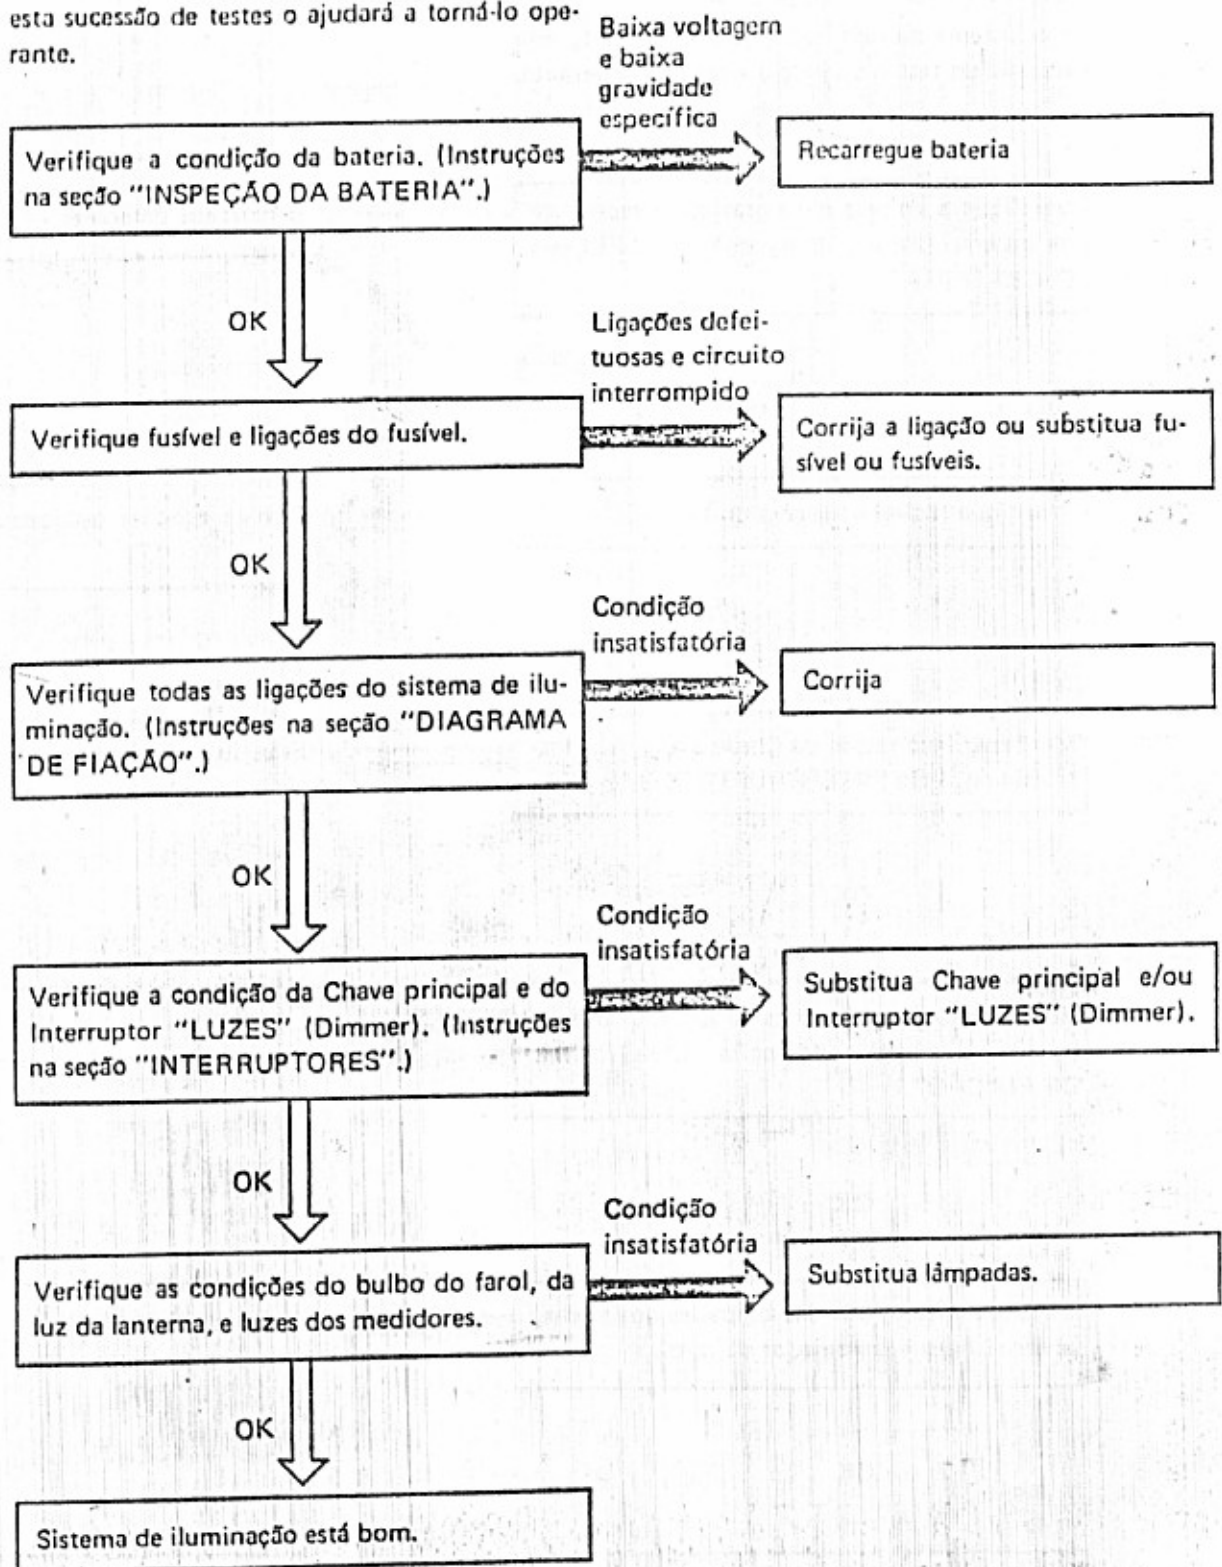 esta sucessão de testes o ajudará a torná-lo ope-
rante.
Baixa voltagem
e baixa
gravidade
específica
Verifique a condição da bateria. (Instruções
na seção "INSPEÇÃO DA BATERIA".)
Recarregue bateria
OK
Ligações defei-
tuosas e circuito
interrompido
Verifique fusível e ligações do fusível.
Corrija a ligação ou substitua fu-
sível ou fusíveis.
OK
Condição
insatisfatória
Verifique todas as ligações do sistema de ilu-
minação. (Instruções na seção "DIAGRAMA
DE FIAÇÃO".)
Corrija
OK
Condição
insatisfatória
Verifique a condição da Chave principal e do
Interruptor "LUZES" (Dimmer). (Instruções
na seção "INTERRUPTORES".)
Substitua Chave principal e/ou
Interruptor "LUZES" (Dimmer).
OK
Condição
insatisfatória
Verifique as condições do bulbo do farol, da
luz da lanterna, e luzes dos medidores.
Substitua lâmpadas.
OK
Sistema de iluminação está bom.